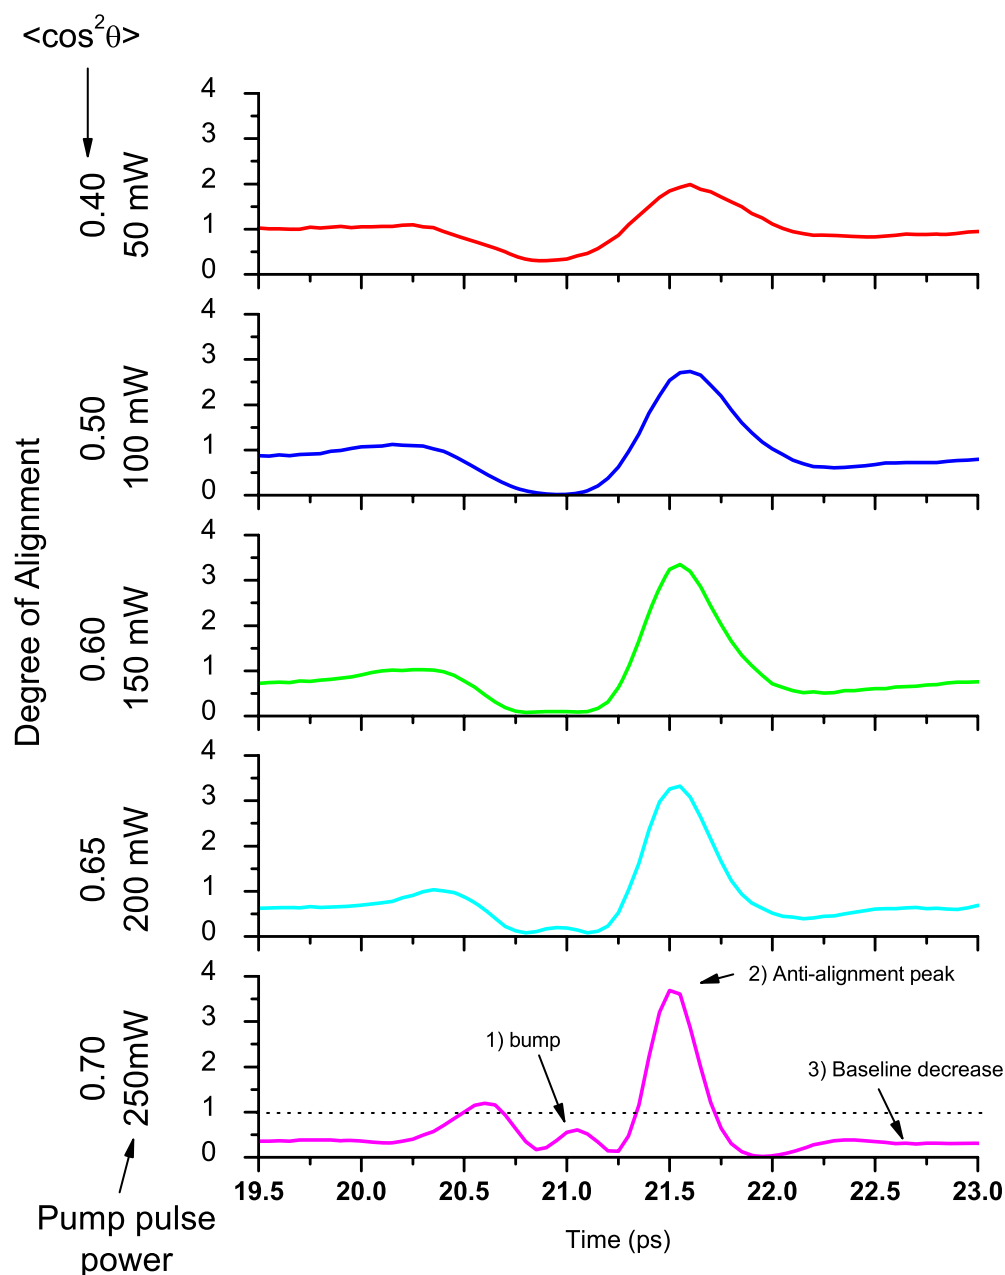 <cos²θ>
Degree of Alignment
0.40
50 mW
4
3
2
1
0
0.50
100 mW
4
3
2
1
0
0.60
150 mW
4
3
2
1
0
0.65
200 mW
4
3
2
1
0
0.70
250mW
4
3
2
1
0
2) Anti-alignment peak
1) bump
3) Baseline decrease
19.5 20.0 20.5 21.0 21.5 22.0 22.5 23.0
Time (ps)
Pump pulse
power